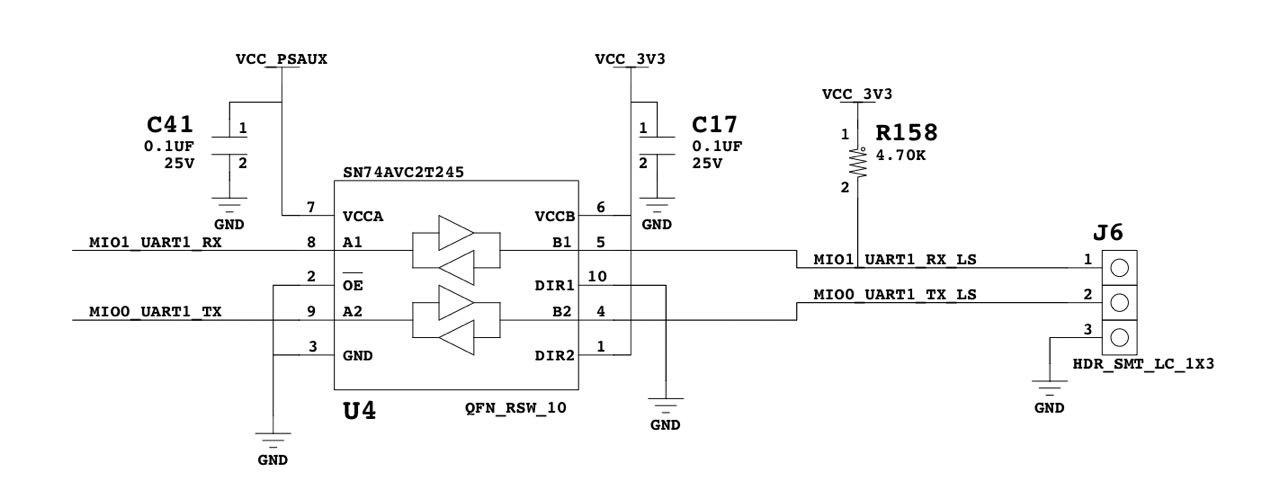 VCC_PSAUX
VCC_3V3
VCC_3V3
C41
0.1UF
25V
1
2
GND
1
2
C17
0.1UF
25V
GND
1
2
R158
4.70K
SN74AVC2T245
7 VCCA
VCCB 6
MIO1_UART1_RX 8 A1
B1 5
MIO1_UART1_RX_LS 1
J6
2 OE
DIR1 10
MIO0_UART1_TX 9 A2
B2 4
MIO0_UART1_TX_LS 2
3 GND
DIR2 1
3
HDR_SMT_LC_1X3
U4
QFN_RSW_10
GND
GND
GND